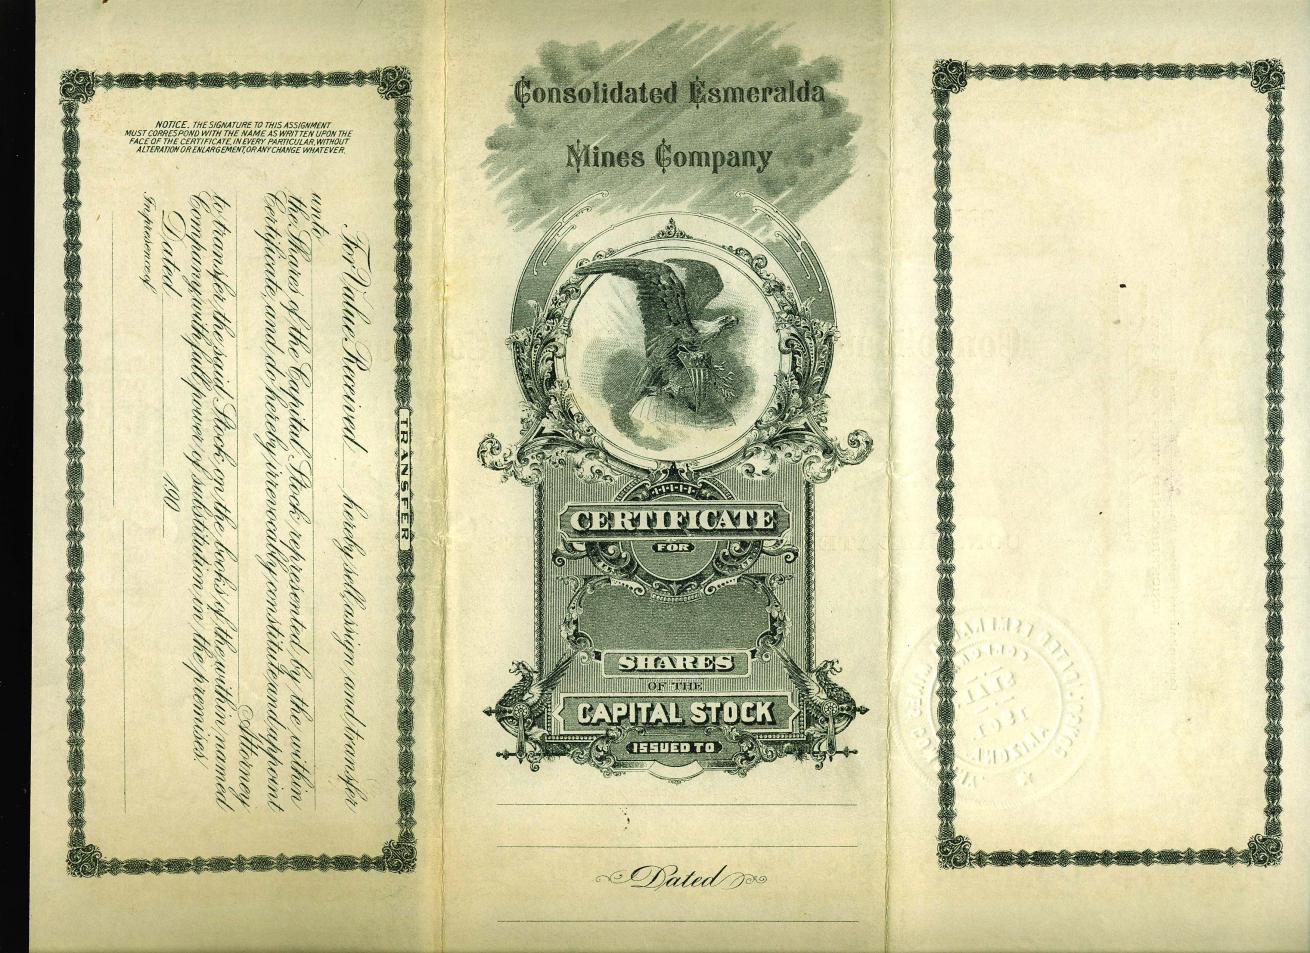 NOTICE. THE SIGNATURE TO THIS ASSIGNMENT
MUST CORRESPOND WITH THE NAME AS WRITTEN UPON THE
FACE OF THE CERTIFICATE, IN EVERY PARTICULAR, WITHOUT
ALTERATION OR ENLARGEMENT, OR ANY CHANGE WHATEVER.
TRANSFER
For Value Received hereby sell, assign and transfer
unto
the Shares of the Capital Stock represented by the within
Certificate, and do hereby irrevocably constitute and appoint
Attorney
to transfer the said Stock on the books of the within named
Company with full power of substitution in the premises.
Dated 190
In presence of
Consolidated Esmeralda
Mines Company
CERTIFICATE
FOR
SHARES
OF THE
CAPITAL STOCK
ISSUED TO
Dated